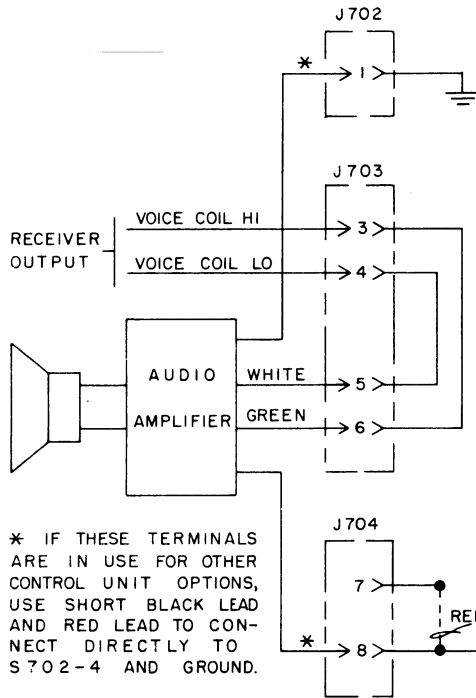 J702
*
1
J703
VOICE COIL HI
3
RECEIVER
OUTPUT
VOICE COIL LO
4
AUDIO
AMPLIFIER
WHITE
5
GREEN
6
* IF THESE TERMINALS
ARE IN USE FOR OTHER
CONTROL UNIT OPTIONS,
USE SHORT BLACK LEAD
AND RED LEAD TO CON-
NECT DIRECTLY TO
S702-4 AND GROUND.
J704
7
*
8